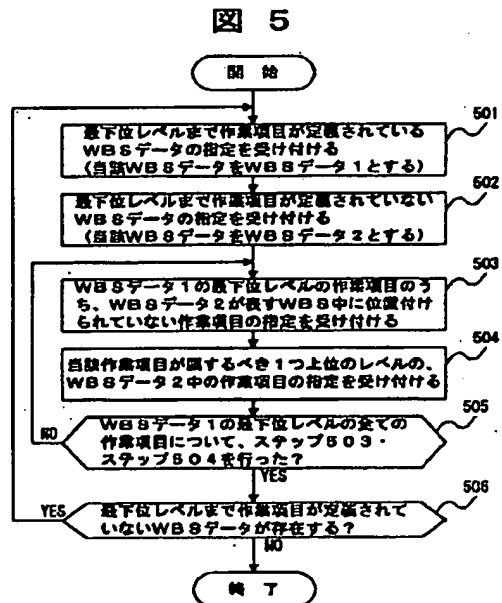 図 5
開 始
501
最下位レベルまで作業項目が定義されている
WBSデータの指定を受け付ける
(当該WBSデータをWBSデータ1とする)
502
最下位レベルまで作業項目が定義されていない
WBSデータの指定を受け付ける
(当該WBSデータをWBSデータ2とする)
503
WBSデータ1の最下位レベルの作業項目のう
ち、WBSデータ2が表すWBS中に位置付け
られていない作業項目の指定を受け付ける
504
当該作業項目が属するべき1つ上位のレベルの、
WBSデータ2中の作業項目の指定を受け付ける
505
WBSデータ1の最下位レベルの全ての
作業項目について、ステップ503・
ステップ504を行った?
NO
YES
506
最下位レベルまで作業項目が定義されて
いないWBSデータが存在する?
YES
NO
終 了